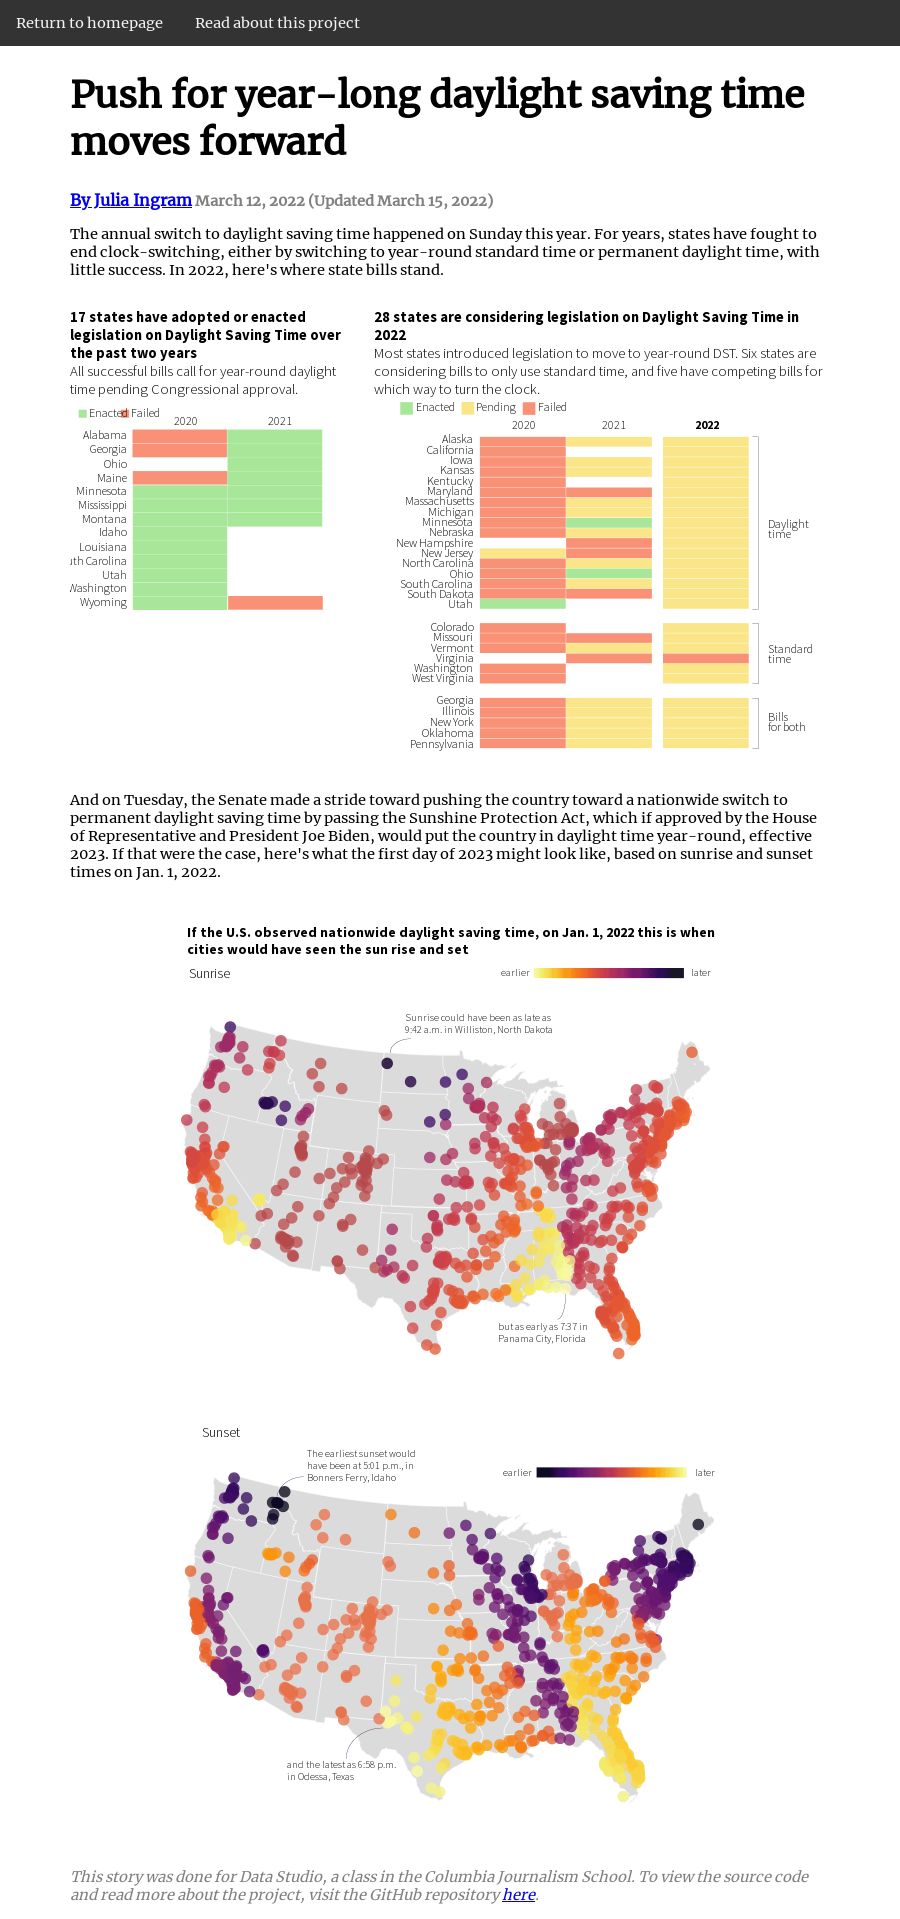 Return to homepage Read about this project
Push for year-long daylight saving time
moves forward
By Julia Ingram March 12, 2022 (Updated March 15, 2022)
The annual switch to daylight saving time happened on Sunday this year. For years, states have fought to
end clock-switching, either by switching to year-round standard time or permanent daylight time, with
little success. In 2022, here's where state bills stand.
17 states have adopted or enacted
legislation on Daylight Saving Time over
the past two years
All successful bills call for year-round daylight
time pending Congressional approval.
Enacted Failed
2020 2021
Alabama
Georgia
Ohio
Maine
Minnesota
Mississippi
Montana
Idaho
Louisiana
uth Carolina
Utah
Washington
Wyoming
28 states are considering legislation on Daylight Saving Time in
2022
Most states introduced legislation to move to year-round DST. Six states are
considering bills to only use standard time, and five have competing bills for
which way to turn the clock.
Enacted Pending Failed
2020 2021 2022
Alaska
California
Iowa
Kansas
Kentucky
Maryland
Massachusetts
Michigan
Minnesota
Nebraska
New Hampshire
New Jersey
North Carolina
Ohio
South Carolina
South Dakota
Utah
Daylight
time
Colorado
Missouri
Vermont
Virginia
Washington
West Virginia
Standard
time
Georgia
Illinois
New York
Oklahoma
Pennsylvania
Bills
for both
And on Tuesday, the Senate made a stride toward pushing the country toward a nationwide switch to
permanent daylight saving time by passing the Sunshine Protection Act, which if approved by the House
of Representative and President Joe Biden, would put the country in daylight time year-round, effective
2023. If that were the case, here's what the first day of 2023 might look like, based on sunrise and sunset
times on Jan. 1, 2022.
If the U.S. observed nationwide daylight saving time, on Jan. 1, 2022 this is when
cities would have seen the sun rise and set
Sunrise
earlier later
Sunrise could have been as late as
9:42 a.m. in Williston, North Dakota
but as early as 7:37 in
Panama City, Florida
Sunset
The earliest sunset would
have been at 5:01 p.m., in
Bonners Ferry, Idaho
earlier later
and the latest as 6:58 p.m.
in Odessa, Texas
This story was done for Data Studio, a class in the Columbia Journalism School. To view the source code
and read more about the project, visit the GitHub repository here.